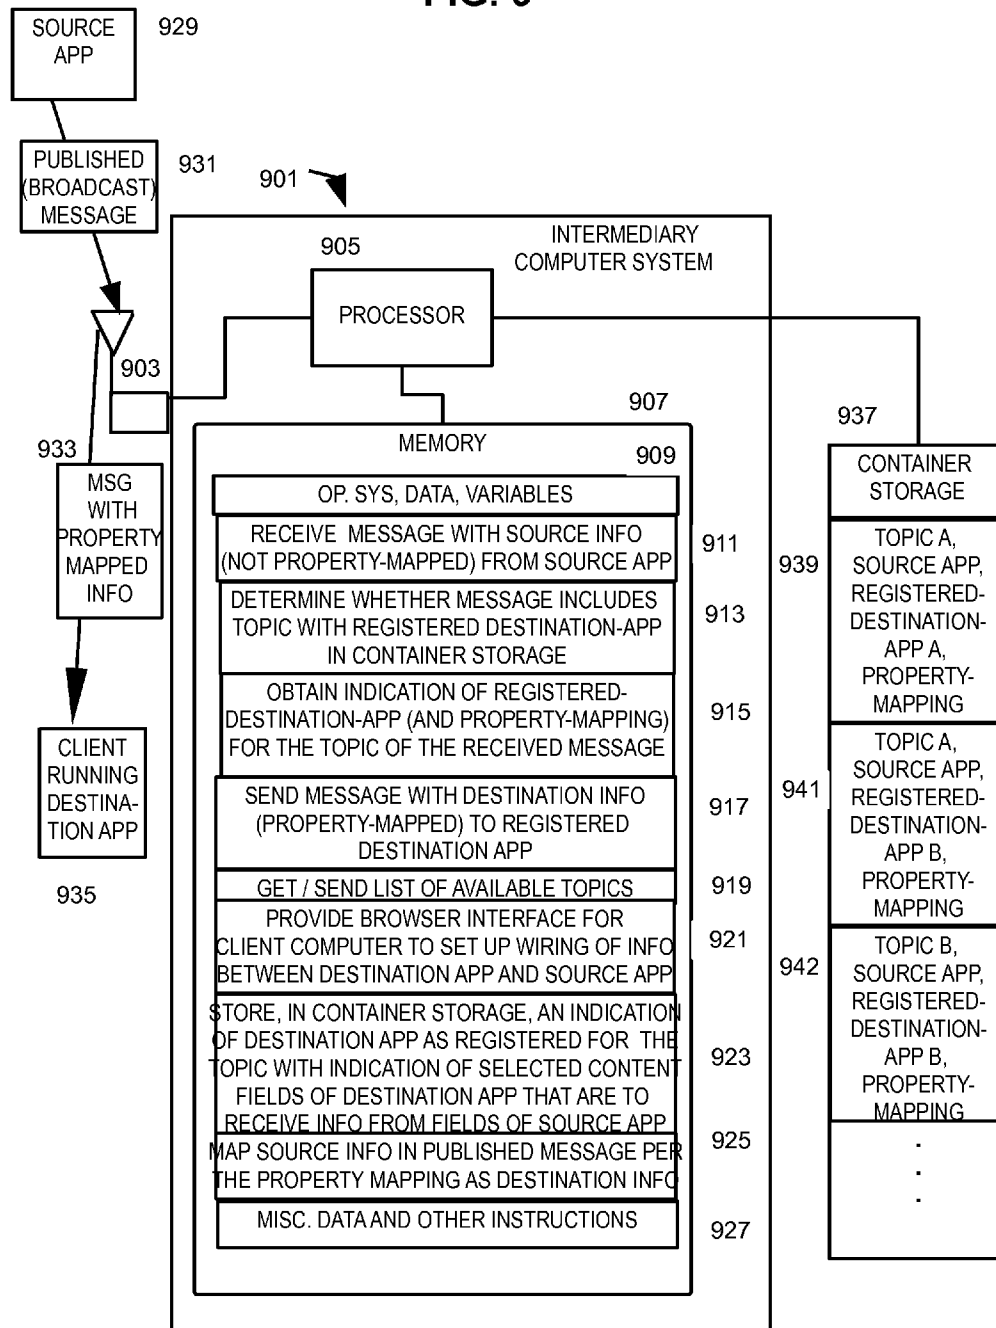 SOURCE
APP
929
PUBLISHED
(BROADCAST)
MESSAGE
931
901
INTERMEDIARY
COMPUTER SYSTEM
905
PROCESSOR
903
907
MEMORY
909
OP. SYS, DATA, VARIABLES
RECEIVE MESSAGE WITH SOURCE INFO
(NOT PROPERTY-MAPPED) FROM SOURCE APP
911
DETERMINE WHETHER MESSAGE INCLUDES
TOPIC WITH REGISTERED DESTINATION-APP
IN CONTAINER STORAGE
913
OBTAIN INDICATION OF REGISTERED-
DESTINATION-APP (AND PROPERTY-MAPPING)
FOR THE TOPIC OF THE RECEIVED MESSAGE
915
SEND MESSAGE WITH DESTINATION INFO
(PROPERTY-MAPPED) TO REGISTERED
DESTINATION APP
917
GET / SEND LIST OF AVAILABLE TOPICS
919
PROVIDE BROWSER INTERFACE FOR
CLIENT COMPUTER TO SET UP WIRING OF INFO
BETWEEN DESTINATION APP AND SOURCE APP
921
STORE, IN CONTAINER STORAGE, AN INDICATION
OF DESTINATION APP AS REGISTERED FOR THE
TOPIC WITH INDICATION OF SELECTED CONTENT
FIELDS OF DESTINATION APP THAT ARE TO
RECEIVE INFO FROM FIELDS OF SOURCE APP
923
MAP SOURCE INFO IN PUBLISHED MESSAGE PER
THE PROPERTY MAPPING AS DESTINATION INFO
925
MISC. DATA AND OTHER INSTRUCTIONS
927
933
MSG
WITH
PROPERTY
MAPPED
INFO
CLIENT
RUNNING
DESTINA-
TION APP
935
937
CONTAINER
STORAGE
939
TOPIC A,
SOURCE APP,
REGISTERED-
DESTINATION-
APP A,
PROPERTY-
MAPPING
941
TOPIC A,
SOURCE APP,
REGISTERED-
DESTINATION-
APP B,
PROPERTY-
MAPPING
942
TOPIC B,
SOURCE APP,
REGISTERED-
DESTINATION-
APP B,
PROPERTY-
MAPPING
.
.
.